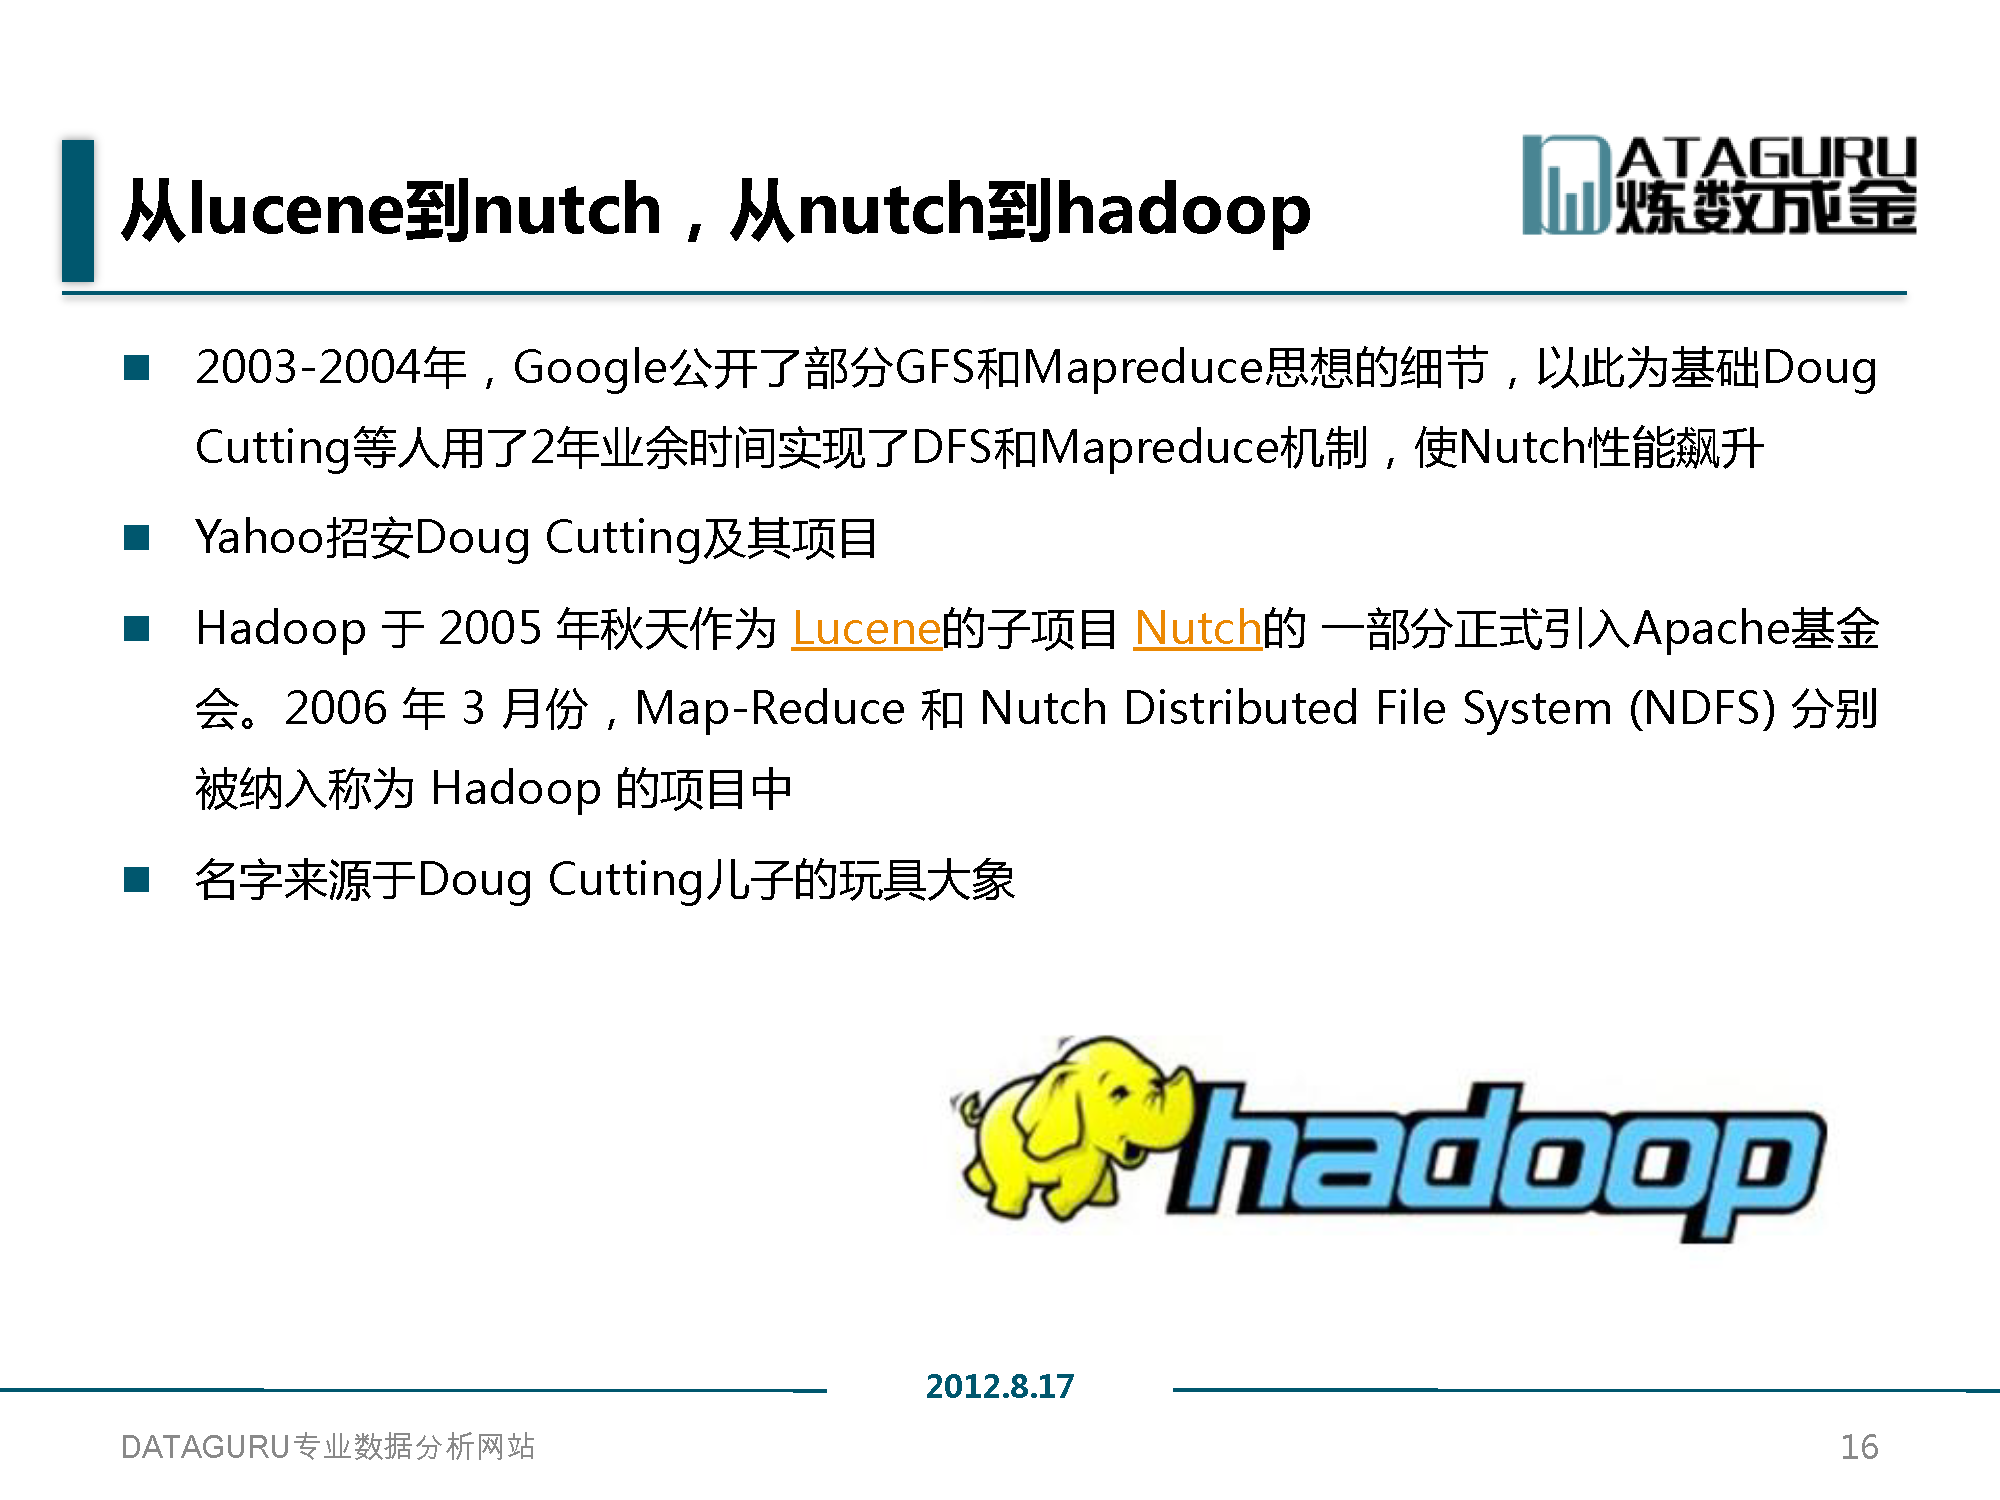 从lucene到nutch，从nutch到hadoop
ATAGURU
炼数成金
2003-2004年，Google公开了部分GFS和Mapreduce思想的细节，以此为基础Doug
Cutting等人用了2年业余时间实现了DFS和Mapreduce机制，使Nutch性能飙升
Yahoo招安Doug Cutting及其项目
Hadoop 于 2005 年秋天作为 Lucene的子项目 Nutch的 一部分正式引入Apache基金
会。2006 年 3 月份，Map-Reduce 和 Nutch Distributed File System (NDFS) 分别
被纳入称为 Hadoop 的项目中
名字来源于Doug Cutting儿子的玩具大象
hadoop
2012.8.17
DATAGURU专业数据分析网站
16